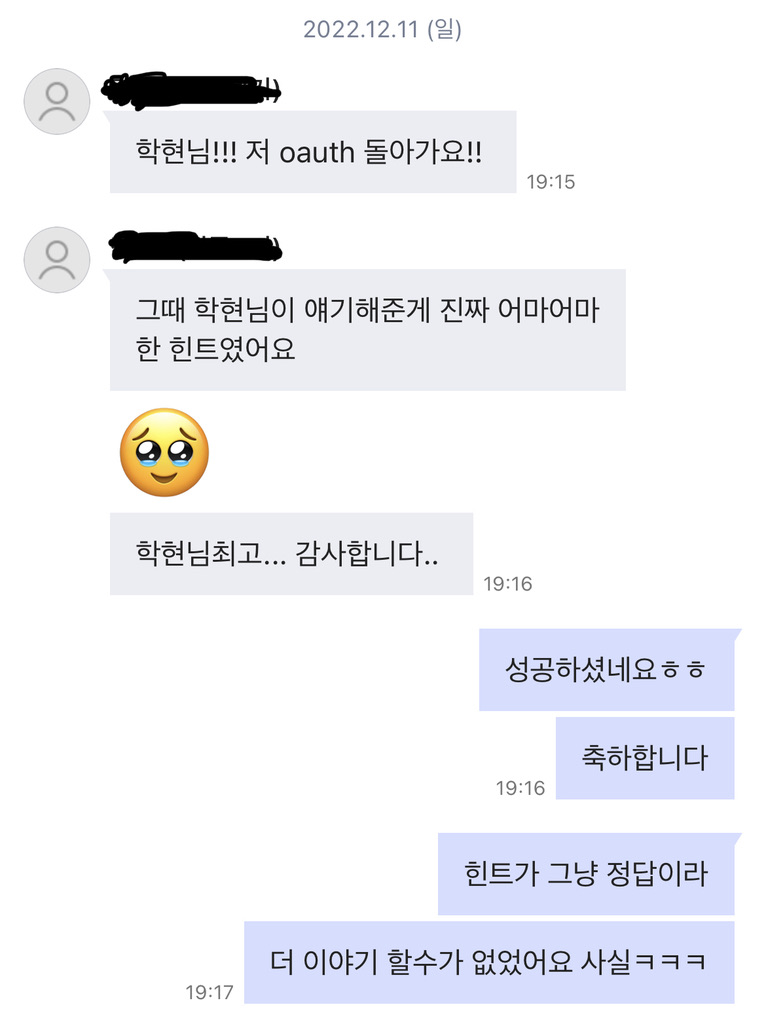 2022.12.11 (일)
학현님!!! 저 oauth 돌아가요!!
19:15
그때 학현님이 얘기해준게 진짜 어마어마
한 힌트였어요
학현님최고... 감사합니다..
19:16
성공하셨네요ㅎㅎ
축하합니다
19:16
힌트가 그냥 정답이라
더 이야기 할수가 없었어요 사실ㅋㅋㅋ
19:17